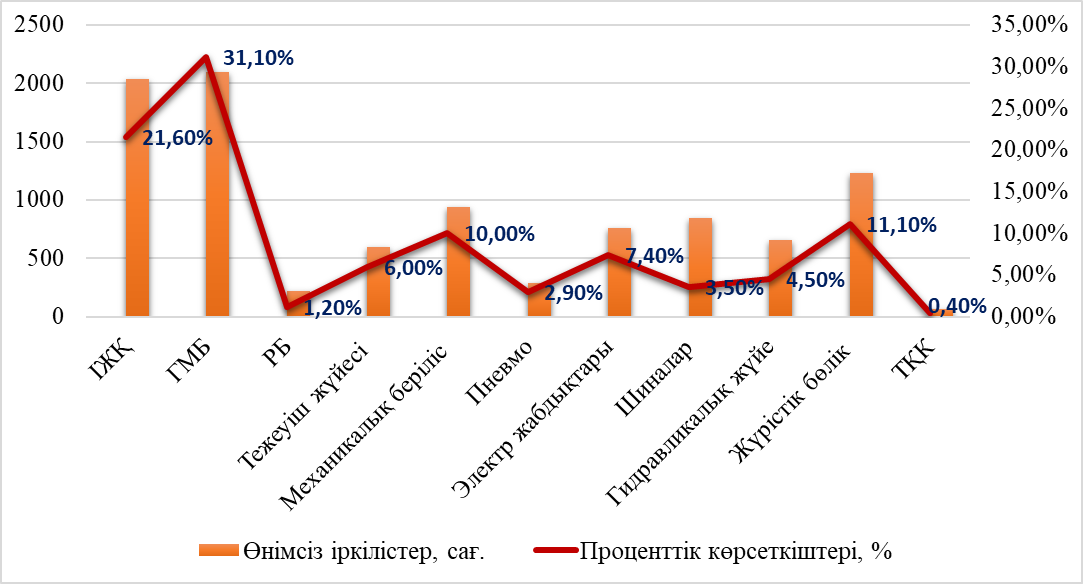 2500
2000
1500
1000
500
0
35,00%
30,00%
25,00%
20,00%
15,00%
10,00%
5,00%
0,00%
21,60%
31,10%
1,20%
6,00%
10,00%
2,90%
7,40%
3,50%
4,50%
11,10%
0,40%
ІЖҚ
ГМБ
РБ
Тежеуіш жүйесі
Механикалық беріліс
Пневмо
Электр жабдықтары
Шиналар
Гидравликалық жүйе
Жүрістік бөлік
ТҚК
Өнімсіз іркілістер, сағ.
Проценттік көрсеткіштері, %